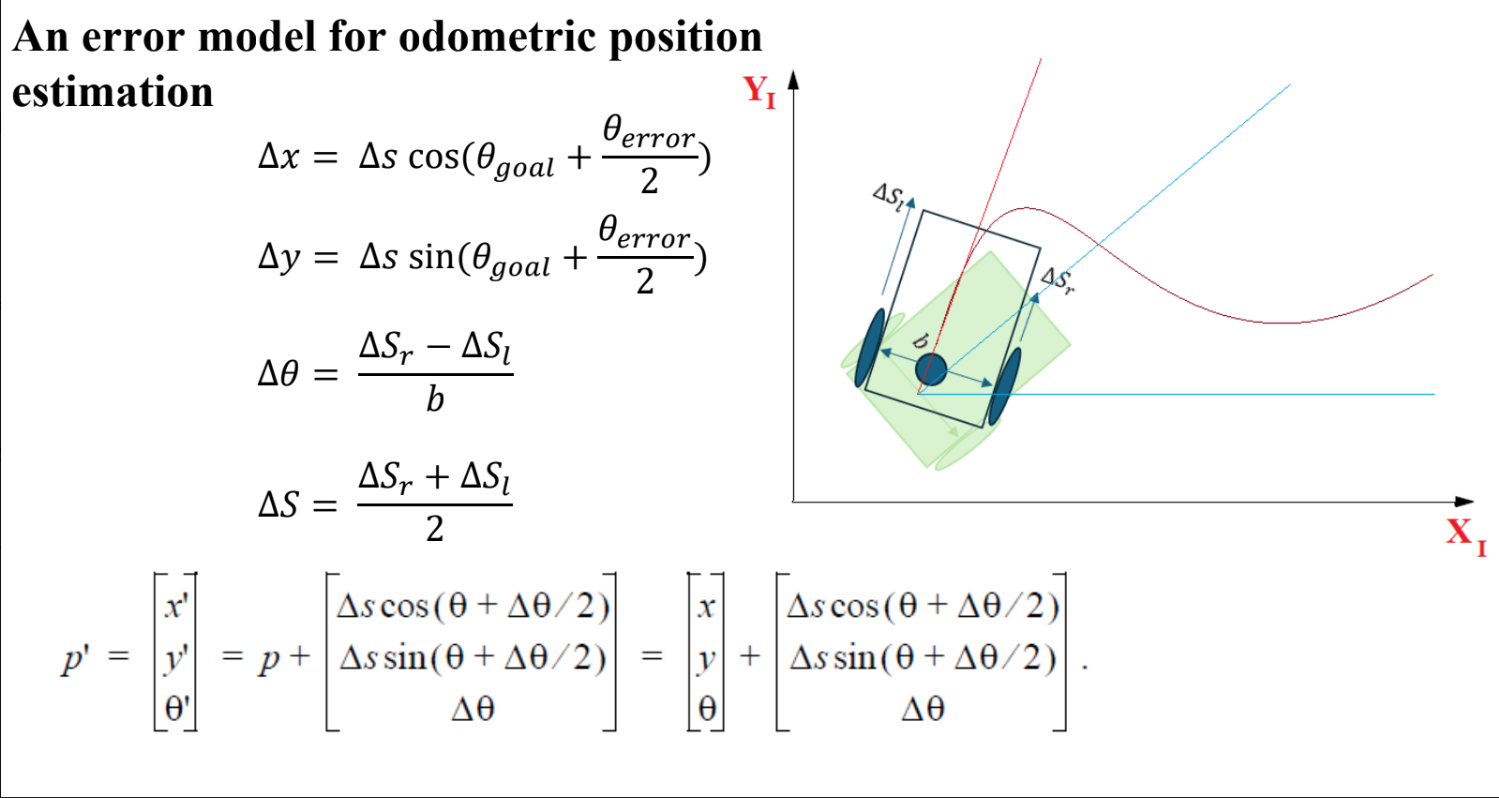 An error model for odometric position
estimation
Δx = Δs cos(θ_goal + θ_error/2)
Δy = Δs sin(θ_goal + θ_error/2)
Δθ = (ΔS_r − ΔS_l)/b
ΔS = (ΔS_r + ΔS_l)/2
Y_I
ΔS_l
ΔS_r
b
X_I
p' = [x' y' θ'] = p + [Δs cos(θ + Δθ/2) Δs sin(θ + Δθ/2) Δθ] = [x y θ] + [Δs cos(θ + Δθ/2) Δs sin(θ + Δθ/2) Δθ] .